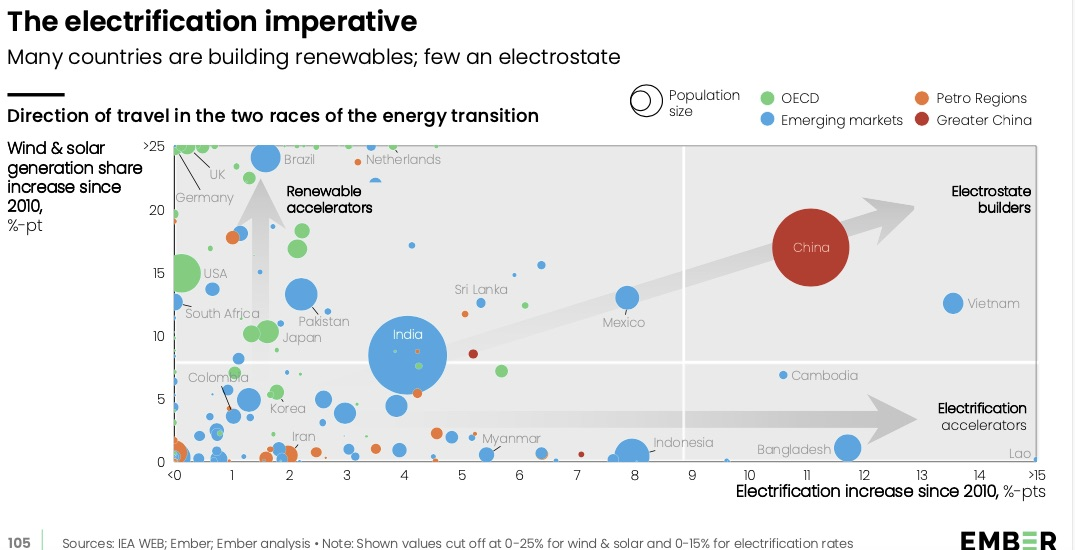 The electrification imperative
Many countries are building renewables; few an electrostate
Direction of travel in the two races of the energy transition
Population
size
OECD
Emerging markets
Petro Regions
Greater China
Wind & solar
generation share
increase since
2010,
%-pt
>25
20
15
10
5
0
UK
Germany
Brazil
Netherlands
Renewable
accelerators
Electrostate
builders
USA
South Africa
Pakistan
Japan
Sri Lanka
India
Mexico
China
Vietnam
Colombia
Korea
Iran
Myanmar
Indonesia
Cambodia
Bangladesh
Lao
Electrification
accelerators
<0 1 2 3 4 5 6 7 8 9 10 11 12 13 14 >15
Electrification increase since 2010, %-pts
105 Sources: IEA WEB; Ember; Ember analysis • Note: Shown values cut off at 0-25% for wind & solar and 0-15% for electrification rates
EMBER